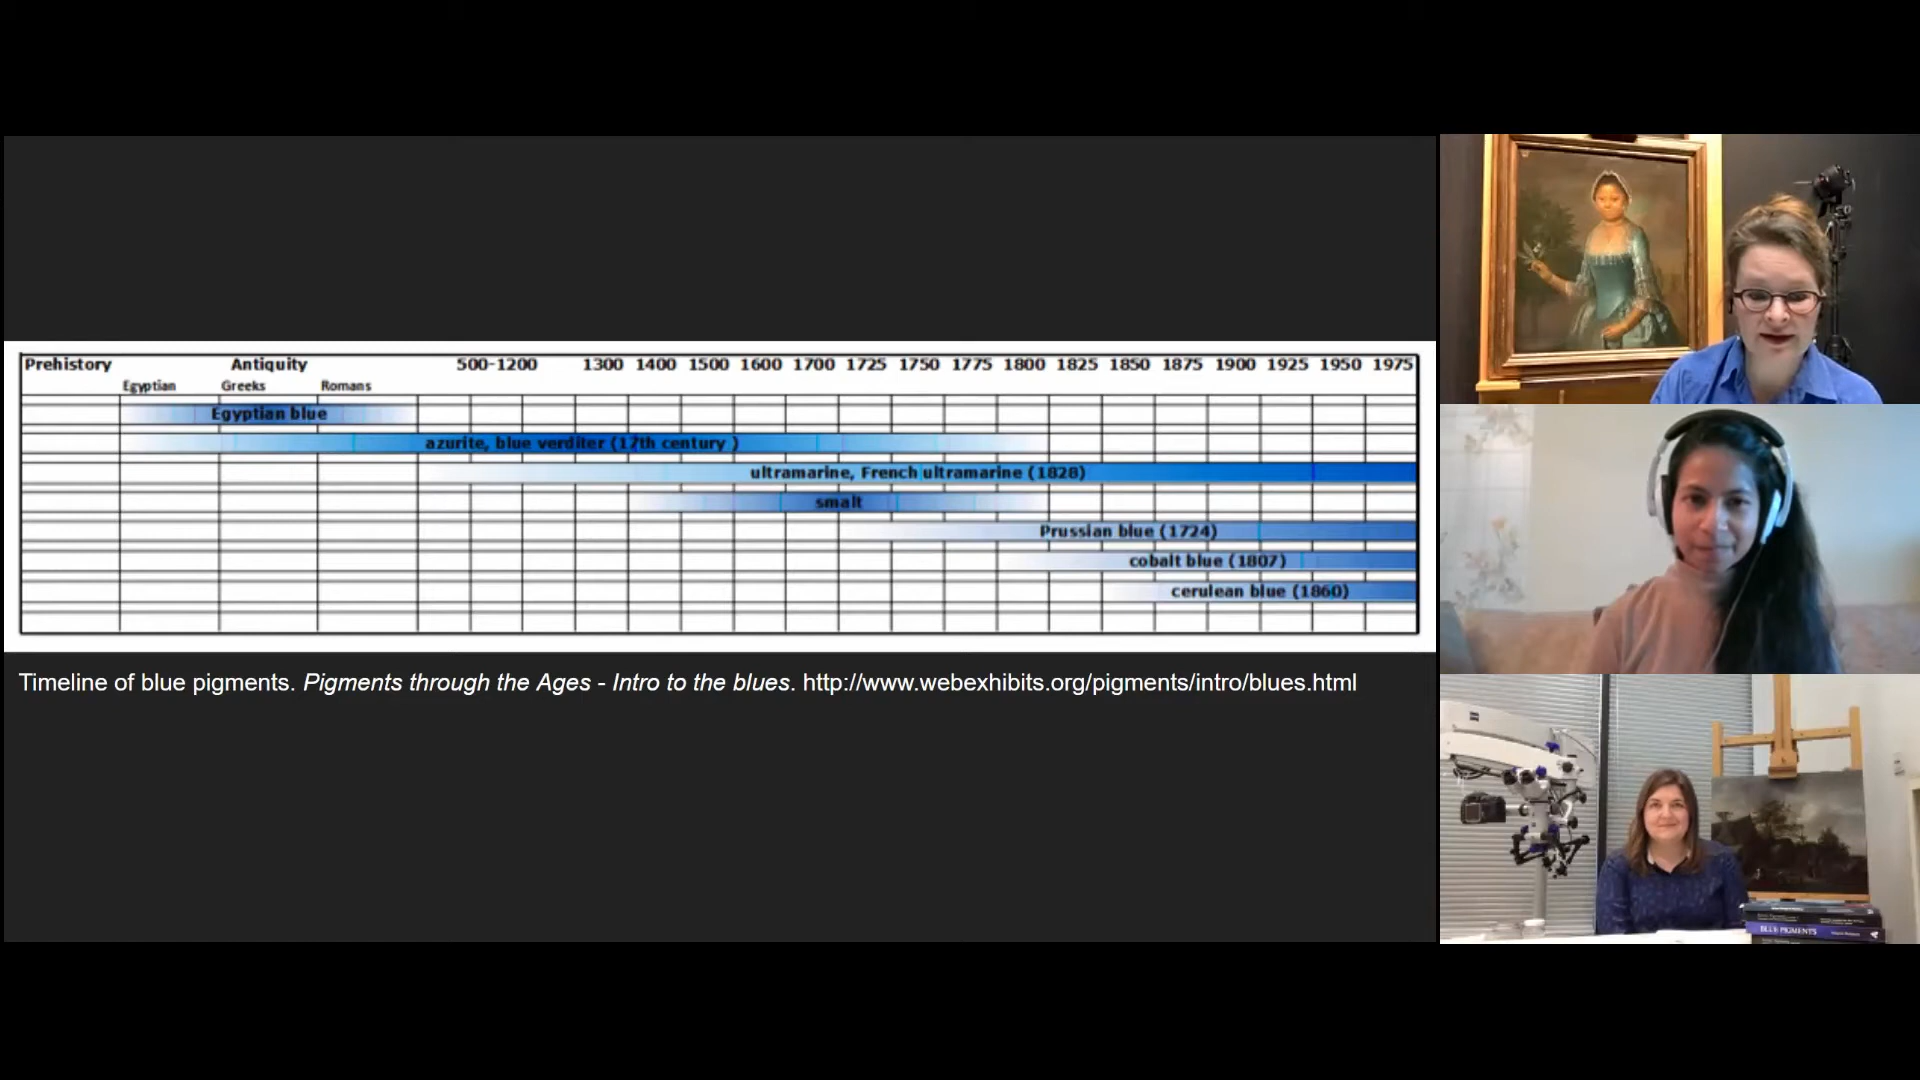 Prehistory Antiquity 500-1200 1300 1400 1500 1600 1700 1725 1750 1775 1800 1825 1850 1875 1900 1925 1950 1975
Egyptian Greeks Romans
Egyptian blue
azurite, blue verditer (17th century )
ultramarine, French ultramarine (1828)
smalt
Prussian blue (1724)
cobalt blue (1807)
cerulean blue (1860)
Timeline of blue pigments. Pigments through the Ages - Intro to the blues. http://www.webexhibits.org/pigments/intro/blues.html
BLUE PIGMENTS